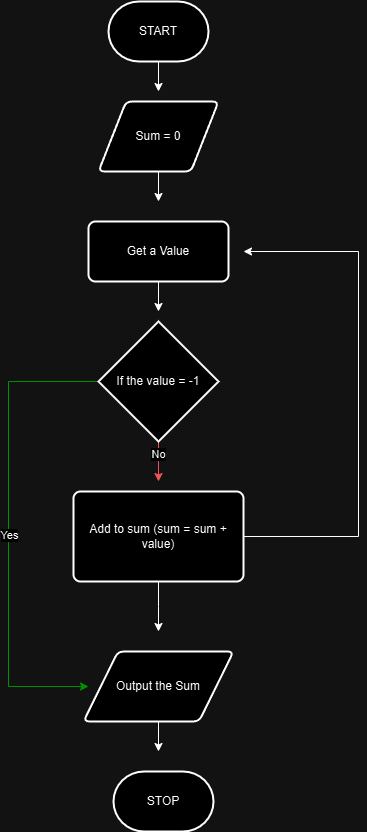 START
Sum = 0
Get a Value
If the value = -1
No
Add to sum (sum = sum +
value)
Yes
Output the Sum
STOP